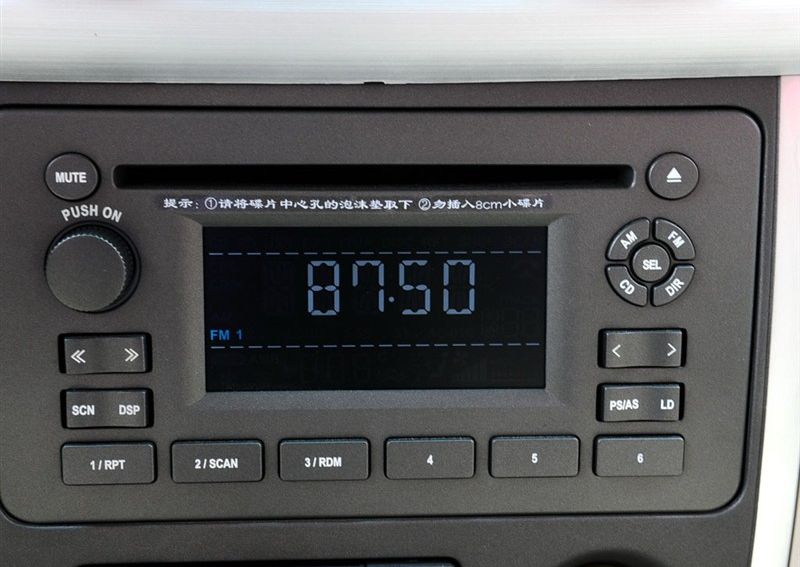 MUTE
提示：①请将碟片中心孔的泡沫垫取下 ②勿插入8cm小碟片
PUSH ON
AM
FM
SEL
CD
DIR
87.50
FM 1
SCN
DSP
PS/AS
LD
1 / RPT
2 / SCAN
3 / RDM
4
5
6